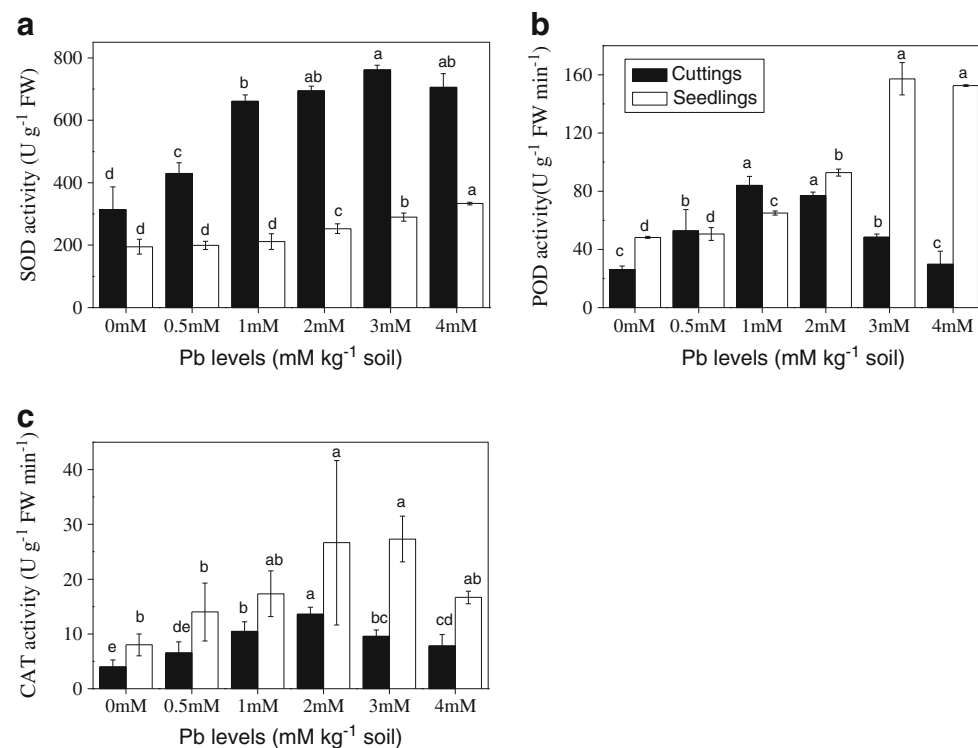 a
SOD activity (U g⁻¹ FW)
800
600
400
200
0
d
d
c
d
b
d
ab
c
a
b
ab
a
0mM 0.5mM 1mM 2mM 3mM 4mM
Pb levels (mM kg⁻¹ soil)
b
POD activity(U g⁻¹ FW min⁻¹)
160
120
80
40
0
Cuttings
Seedlings
c
d
b
d
a
c
a
b
b
a
c
a
0mM 0.5mM 1mM 2mM 3mM 4mM
Pb levels (mM kg⁻¹ soil)
c
CAT activity (U g⁻¹ FW min⁻¹)
40
30
20
10
0
e
b
de
b
b
ab
a
a
bc
a
cd
ab
0mM 0.5mM 1mM 2mM 3mM 4mM
Pb levels (mM kg⁻¹ soil)